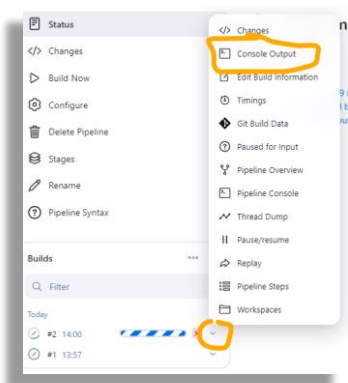 Status
Changes
Build Now
Configure
Delete Pipeline
Stages
Rename
Pipeline Syntax
Builds
Filter
Today
#2 14:00
#1 13:57
Changes
Console Output
Edit Build Information
Timings
Git Build Data
Paused for Input
Pipeline Overview
Pipeline Console
Thread Dump
Pause/resume
Replay
Pipeline Steps
Workspaces